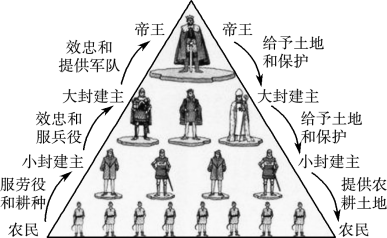 帝王
帝王
效忠和
提供军队
给予土地
和保护
大封建主
大封建主
效忠和
服兵役
给予土地
和保护
小封建主
小封建主
服劳役
和耕种
提供农
耕土地
农民
农民